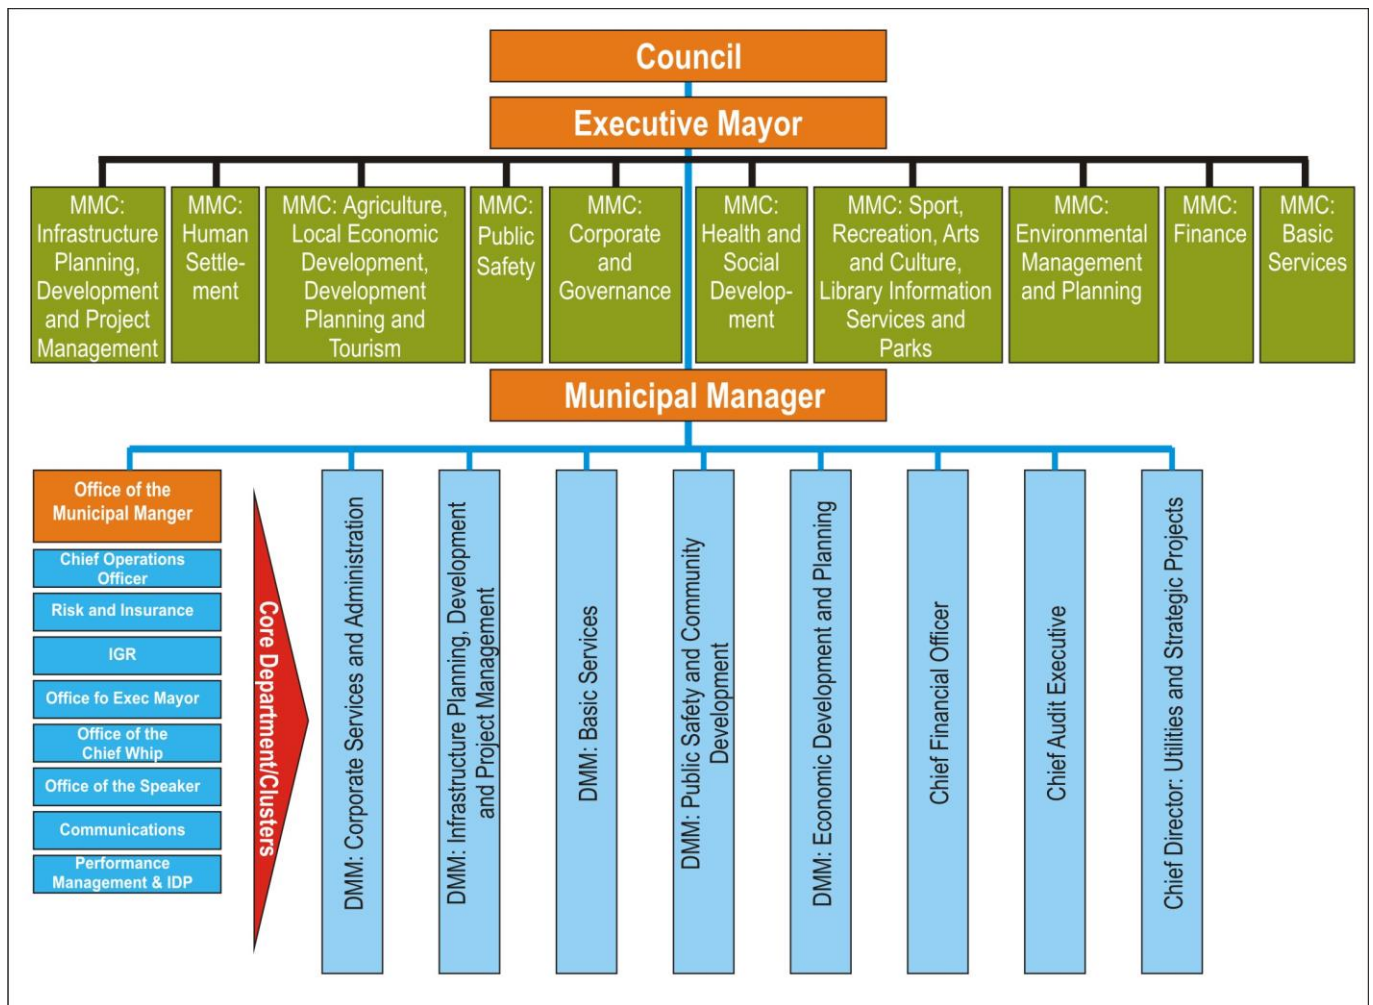 Council
Executive Mayor
MMC:
Infrastructure
Planning,
Development
and Project
Management
MMC:
Human
Settle-
ment
MMC: Agriculture,
Local Economic
Development,
Development
Planning and
Tourism
MMC:
Public
Safety
MMC:
Corporate
and
Governance
MMC:
Health and
Social
Develop-
ment
MMC: Sport,
Recreation, Arts
and Culture,
Library Information
Services and
Parks
MMC:
Environmental
Management
and Planning
MMC:
Finance
MMC:
Basic
Services
Municipal Manager
Office of the
Municipal Manger
Chief Operations
Officer
Risk and Insurance
IGR
Office fo Exec Mayor
Office of the
Chief Whip
Office of the Speaker
Communications
Performance
Management & IDP
Core Department/Clusters
DMM: Corporate Services and Administration
DMM: Infrastructure Planning, Development
and Project Management
DMM: Basic Services
DMM: Public Safety and Community
Development
DMM: Economic Development and Planning
Chief Financial Officer
Chief Audit Executive
Chief Director: Utilities and Strategic Projects